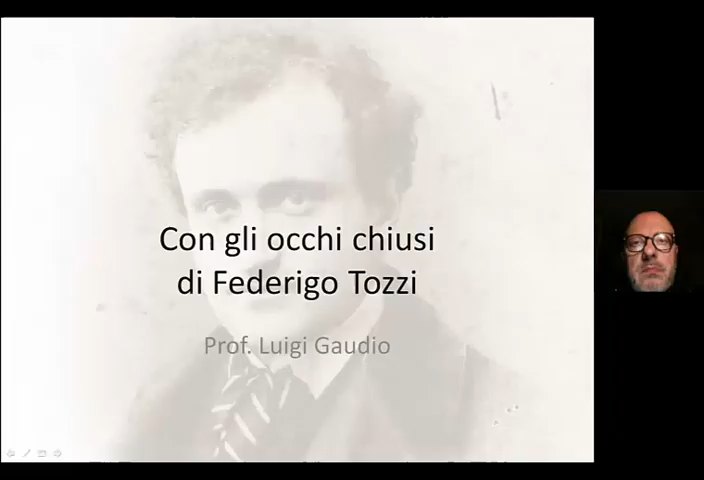 Con gli occhi chiusi
di Federigo Tozzi
Prof. Luigi Gaudio